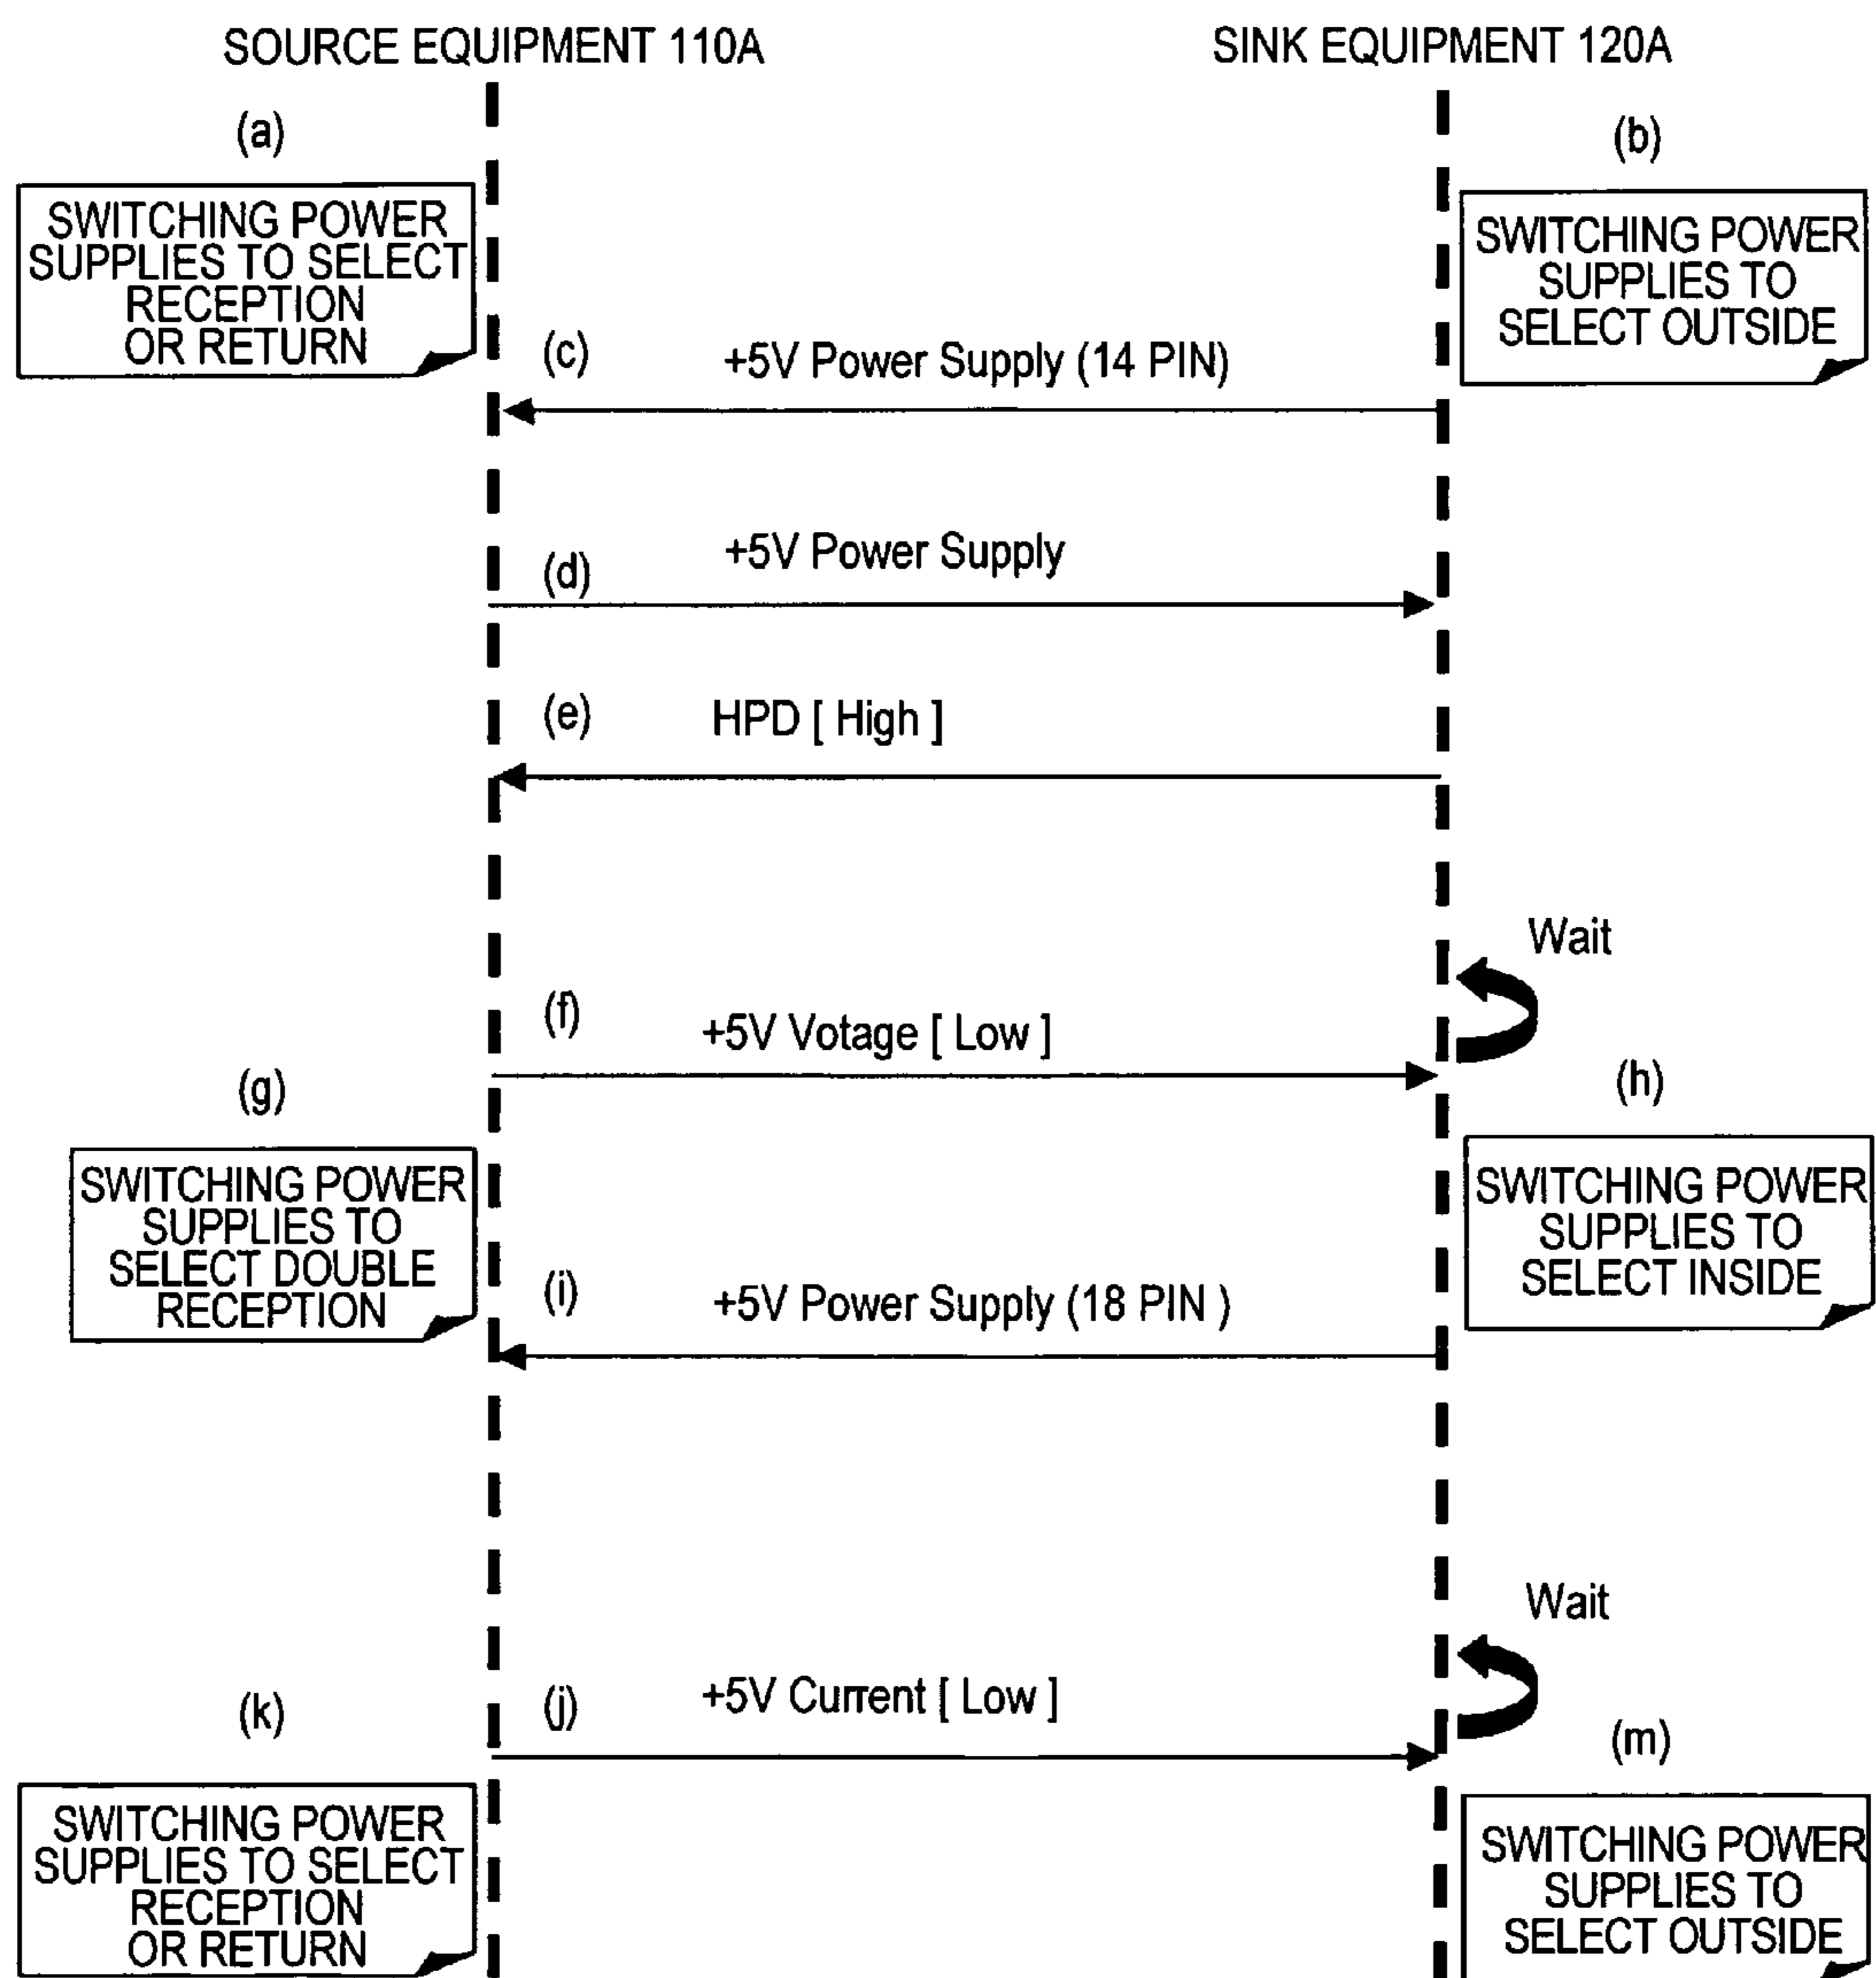 SOURCE EQUIPMENT 110A
SINK EQUIPMENT 120A
(a)
(b)
SWITCHING POWER
SUPPLIES TO SELECT
RECEPTION
OR RETURN
SWITCHING POWER
SUPPLIES TO
SELECT OUTSIDE
(c)
+5V Power Supply (14 PIN)
(d)
+5V Power Supply
(e)
HPD [ High ]
Wait
(f)
+5V Votage [ Low ]
(g)
(h)
SWITCHING POWER
SUPPLIES TO
SELECT DOUBLE
RECEPTION
SWITCHING POWER
SUPPLIES TO
SELECT INSIDE
(i)
+5V Power Supply (18 PIN )
Wait
(j)
+5V Current [ Low ]
(k)
(m)
SWITCHING POWER
SUPPLIES TO SELECT
RECEPTION
OR RETURN
SWITCHING POWER
SUPPLIES TO
SELECT OUTSIDE